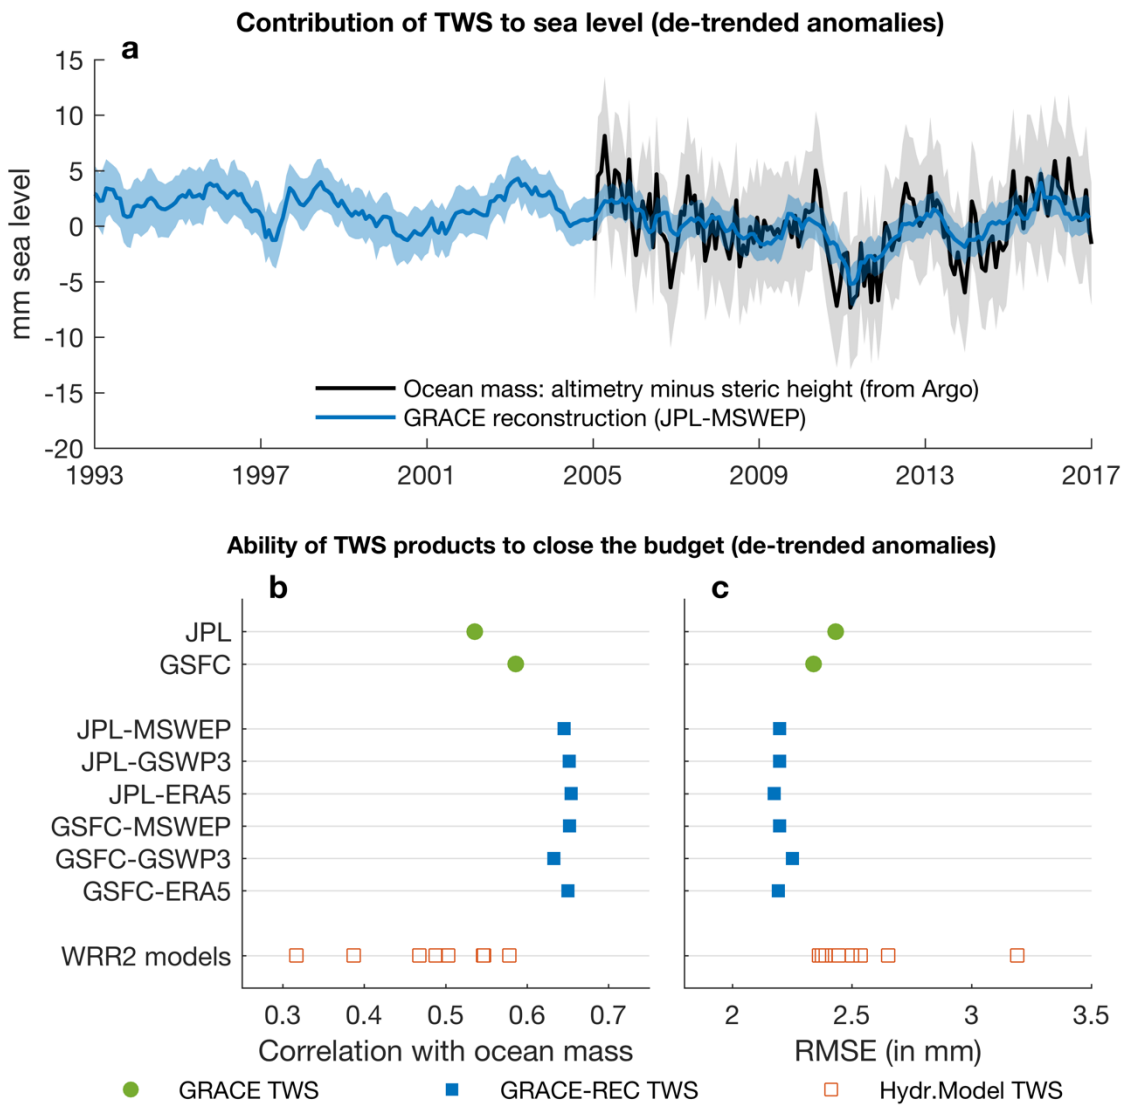 Contribution of TWS to sea level (de-trended anomalies)
a
mm sea level
15
10
5
0
-5
-10
-15
-20
Ocean mass: altimetry minus steric height (from Argo)
GRACE reconstruction (JPL-MSWEP)
1993 1997 2001 2005 2009 2013 2017
Ability of TWS products to close the budget (de-trended anomalies)
b c
JPL
GSFC
JPL-MSWEP
JPL-GSWP3
JPL-ERA5
GSFC-MSWEP
GSFC-GSWP3
GSFC-ERA5
WRR2 models
0.3 0.4 0.5 0.6 0.7 2 2.5 3 3.5
Correlation with ocean mass RMSE (in mm)
GRACE TWS GRACE-REC TWS Hydr.Model TWS